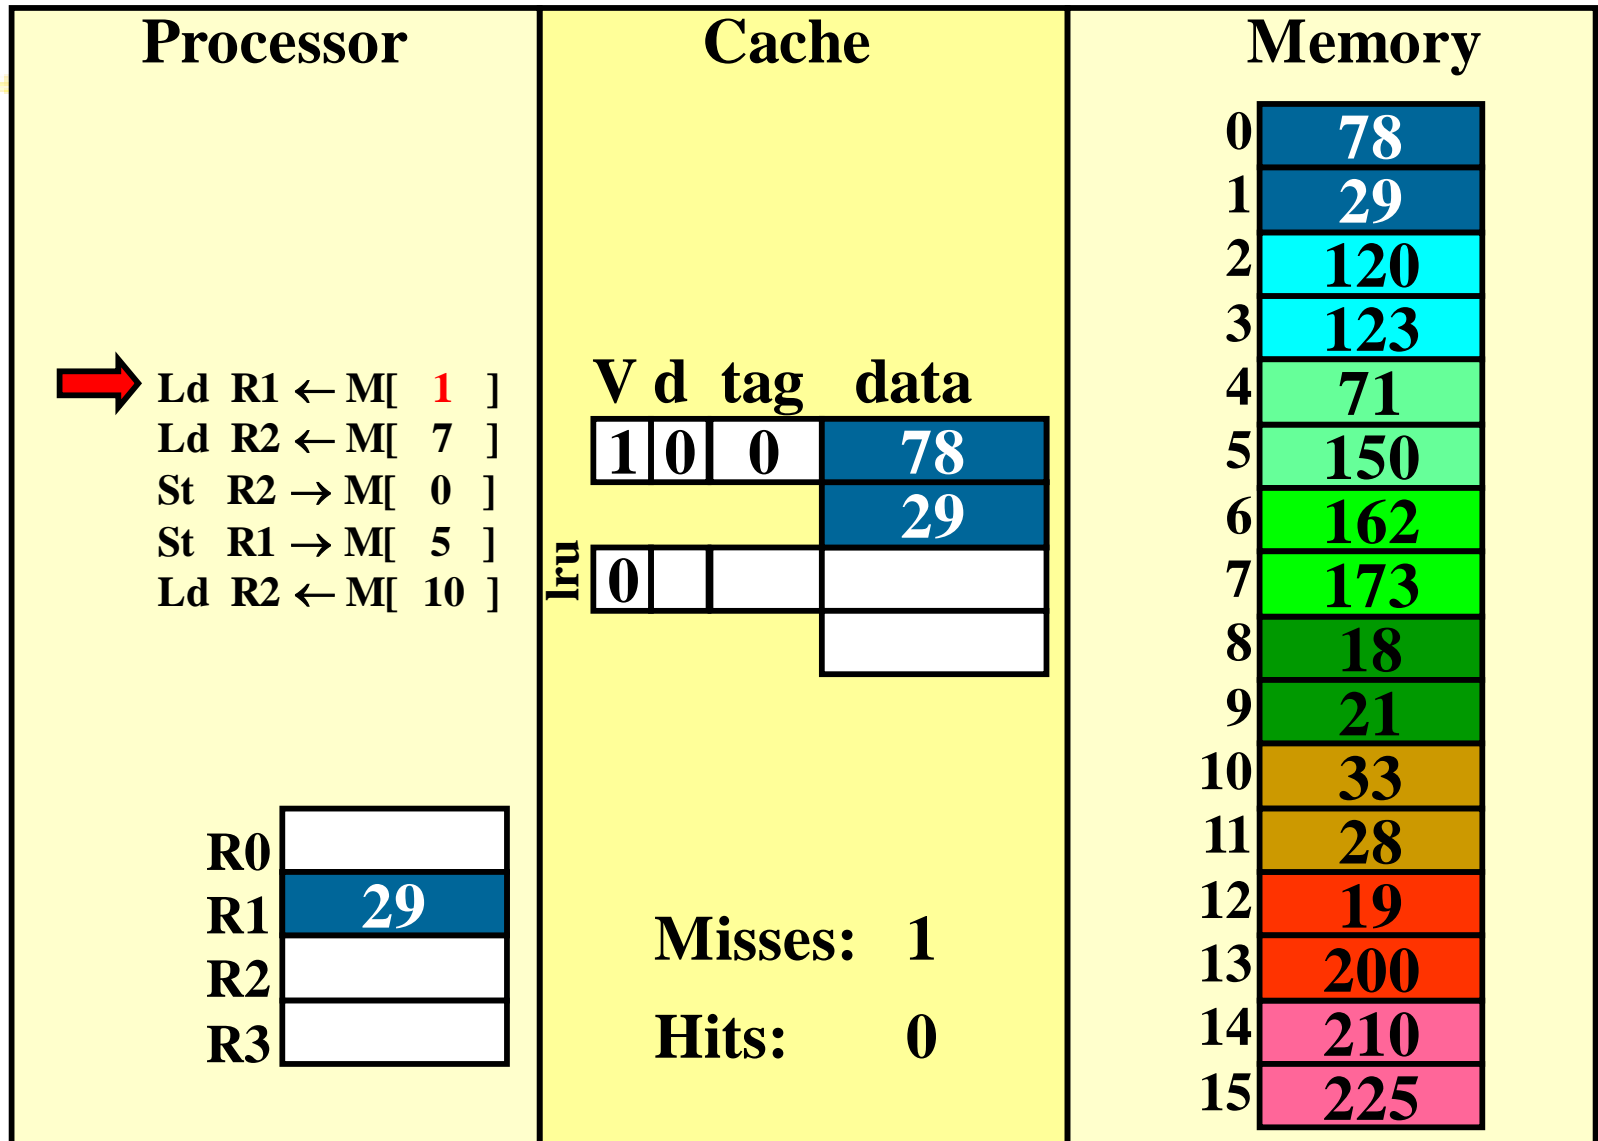 Processor
Ld R1 ← M[ 1 ]
Ld R2 ← M[ 7 ]
St R2 → M[ 0 ]
St R1 → M[ 5 ]
Ld R2 ← M[ 10 ]
R0
R1 29
R2
R3
Cache
V d tag data
1 0 0 78
29
lru
0
Misses: 1
Hits: 0
Memory
0 78
1 29
2 120
3 123
4 71
5 150
6 162
7 173
8 18
9 21
10 33
11 28
12 19
13 200
14 210
15 225